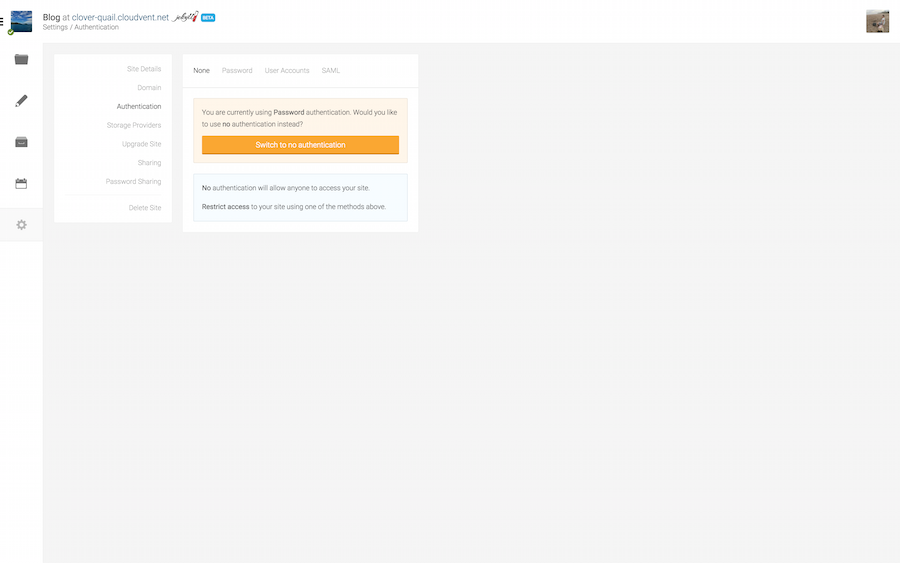 Blog at clover-quail.cloudvent.net jekyll BETA
Settings / Authentication
Site Details
Domain
Authentication
Storage Providers
Upgrade Site
Sharing
Password Sharing
Delete Site
None Password User Accounts SAML
You are currently using Password authentication. Would you like
to use no authentication instead?
Switch to no authentication
No authentication will allow anyone to access your site.
Restrict access to your site using one of the methods above.